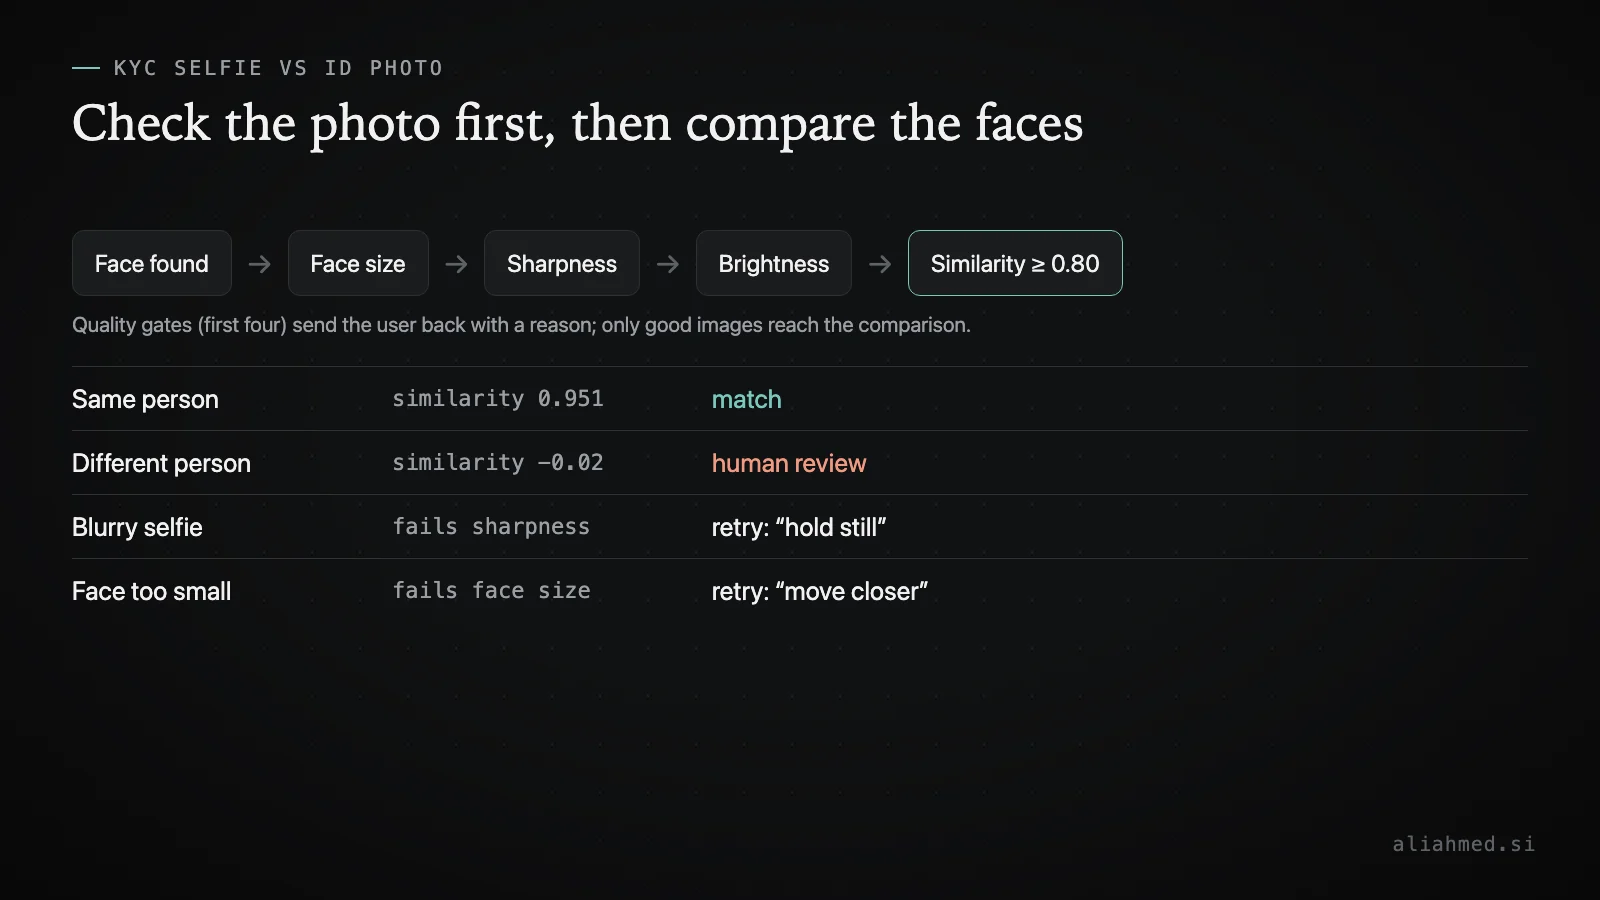 KYC SELFIE VS ID PHOTO
Check the photo first, then compare the faces
Face found → Face size → Sharpness → Brightness → Similarity ≥ 0.80
Quality gates (first four) send the user back with a reason; only good images reach the comparison.
Same person similarity 0.951 match
Different person similarity −0.02 human review
Blurry selfie fails sharpness retry: “hold still”
Face too small fails face size retry: “move closer”
aliahmed.si